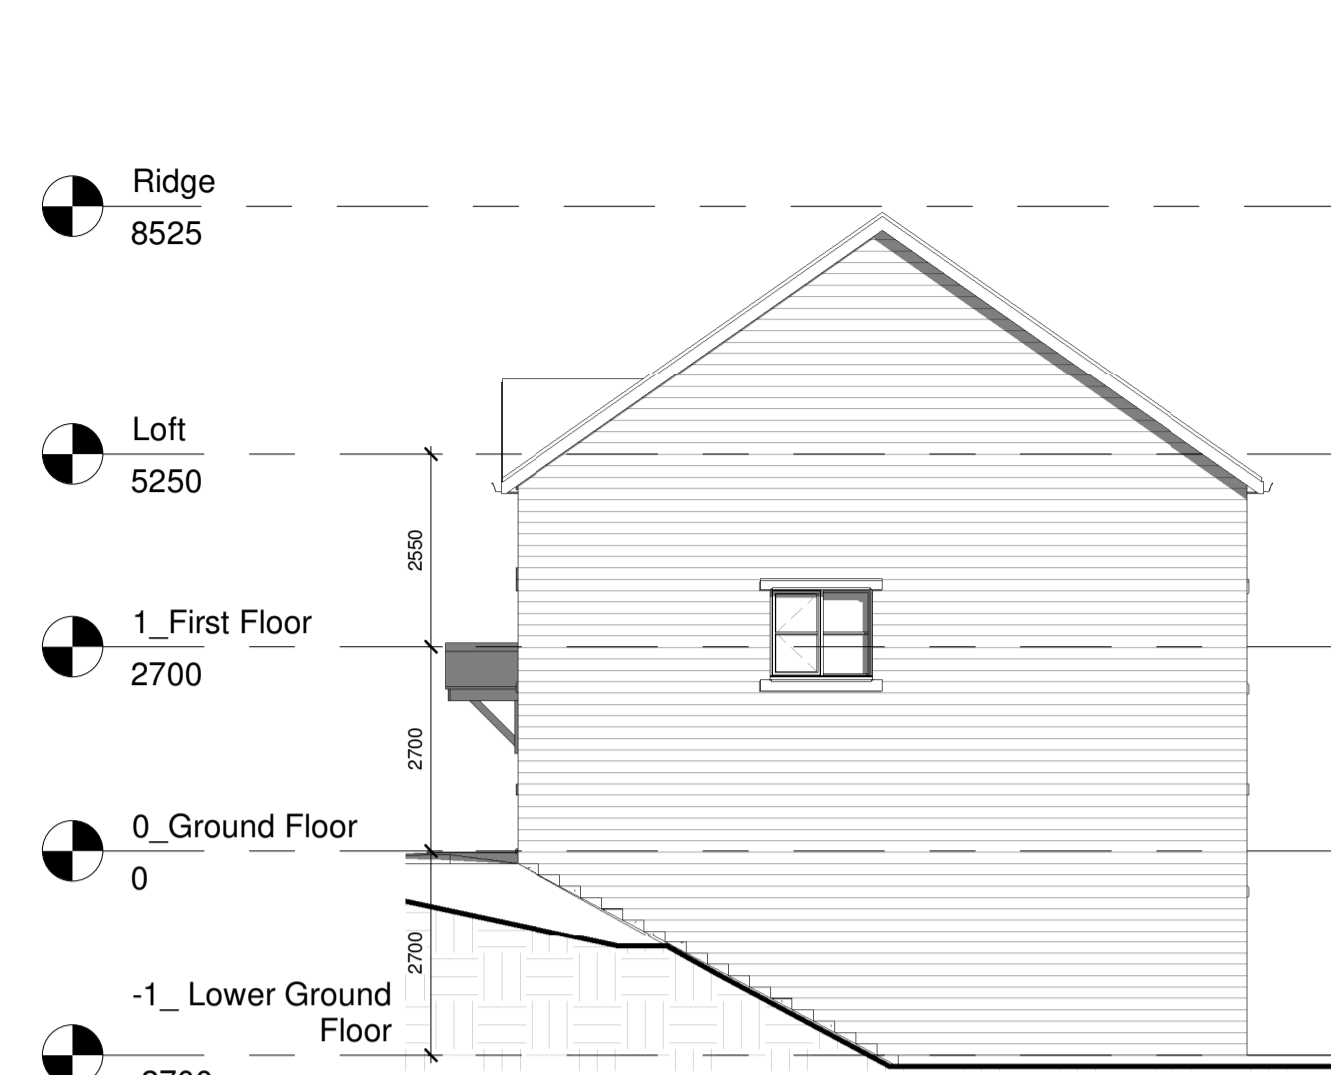 Ridge
8525
Loft
5250
2550
1_First Floor
2700
2700
0_Ground Floor
0
2700
-1_ Lower Ground
Floor